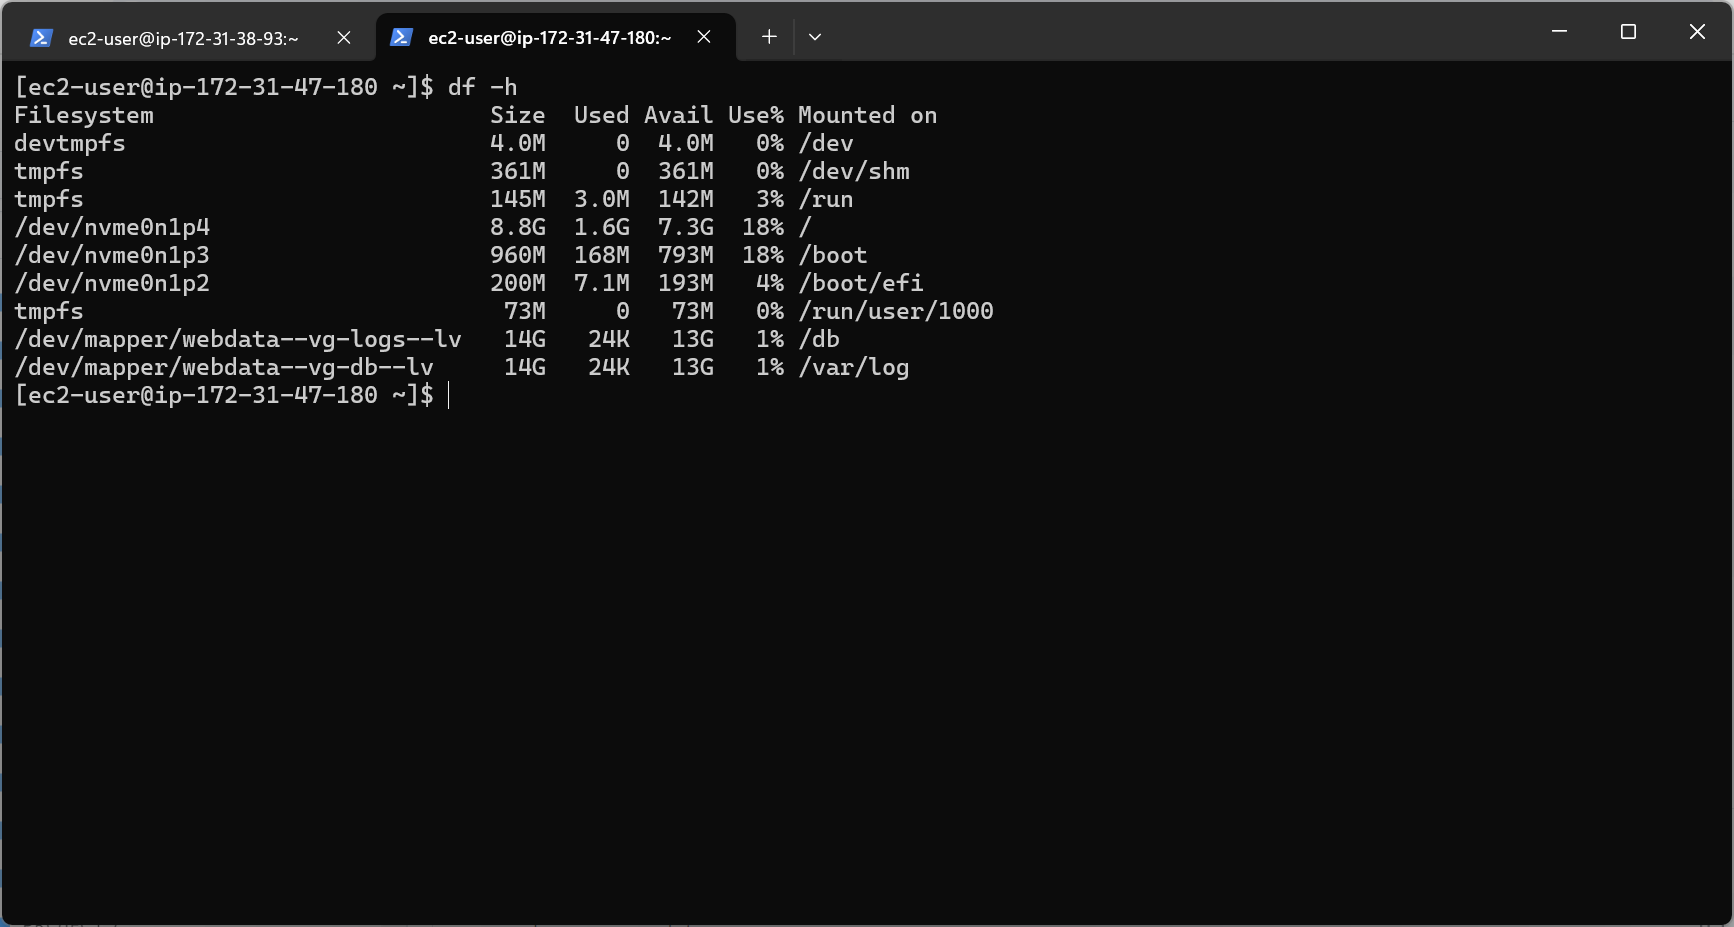 ec2-user@ip-172-31-38-93:~ ec2-user@ip-172-31-47-180:~
[ec2-user@ip-172-31-47-180 ~]$ df -h
Filesystem                        Size  Used Avail Use% Mounted on
devtmpfs                          4.0M     0  4.0M   0% /dev
tmpfs                             361M     0  361M   0% /dev/shm
tmpfs                             145M  3.0M  142M   3% /run
/dev/nvme0n1p4                    8.8G  1.6G  7.3G  18% /
/dev/nvme0n1p3                    960M  168M  793M  18% /boot
/dev/nvme0n1p2                    200M  7.1M  193M   4% /boot/efi
tmpfs                              73M     0   73M   0% /run/user/1000
/dev/mapper/webdata--vg-logs--lv   14G   24K   13G   1% /db
/dev/mapper/webdata--vg-db--lv     14G   24K   13G   1% /var/log
[ec2-user@ip-172-31-47-180 ~]$